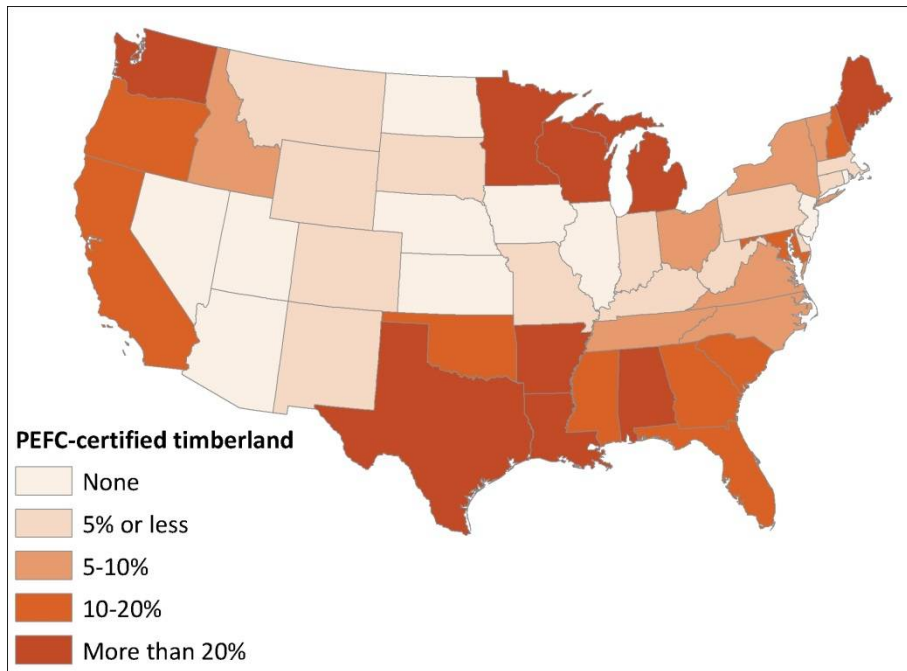 PEFC-certified timberland
None
5% or less
5-10%
10-20%
More than 20%